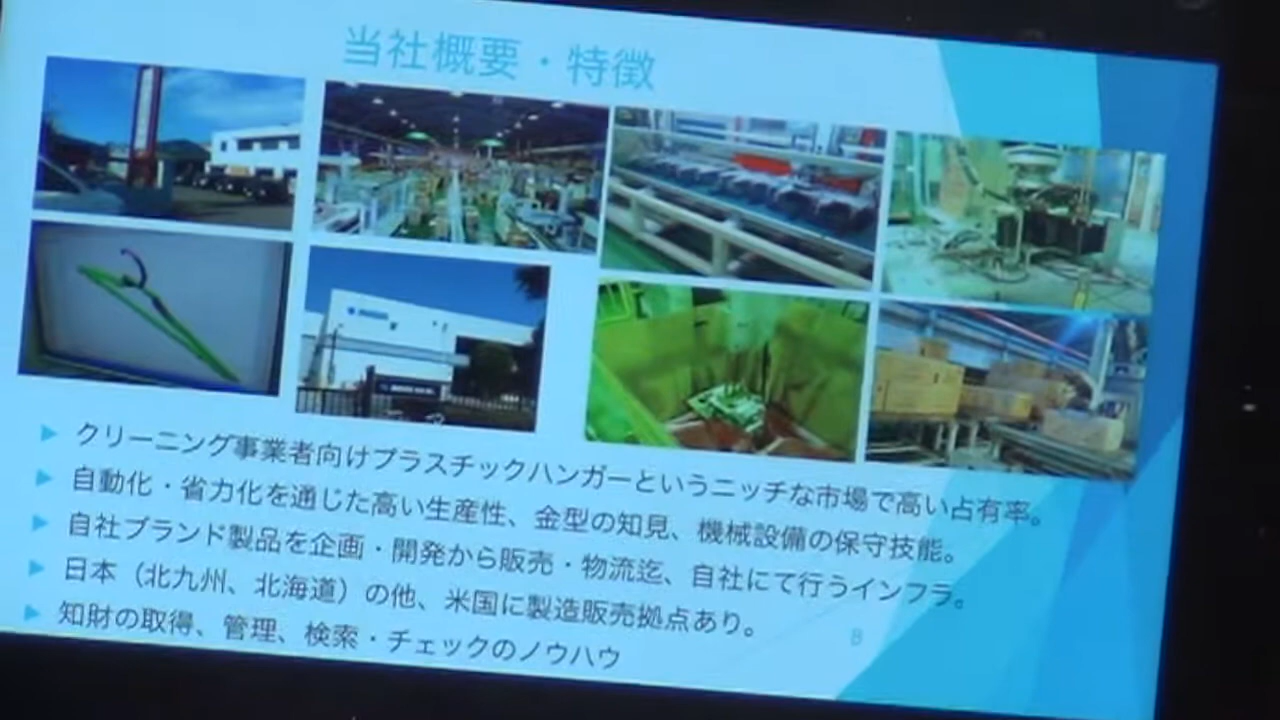 当社概要・特徴
クリーニング事業者向けプラスチックハンガーというニッチな市場で高い占有率。
自動化・省力化を通じた高い生産性、金型の知見、機械設備の保守技能。
自社ブランド製品を企画・開発から販売・物流迄、自社にて行うインフラ。
日本（北九州、北海道）の他、米国に製造販売拠点あり。
知財の取得、管理、検索・チェックのノウハウ
8